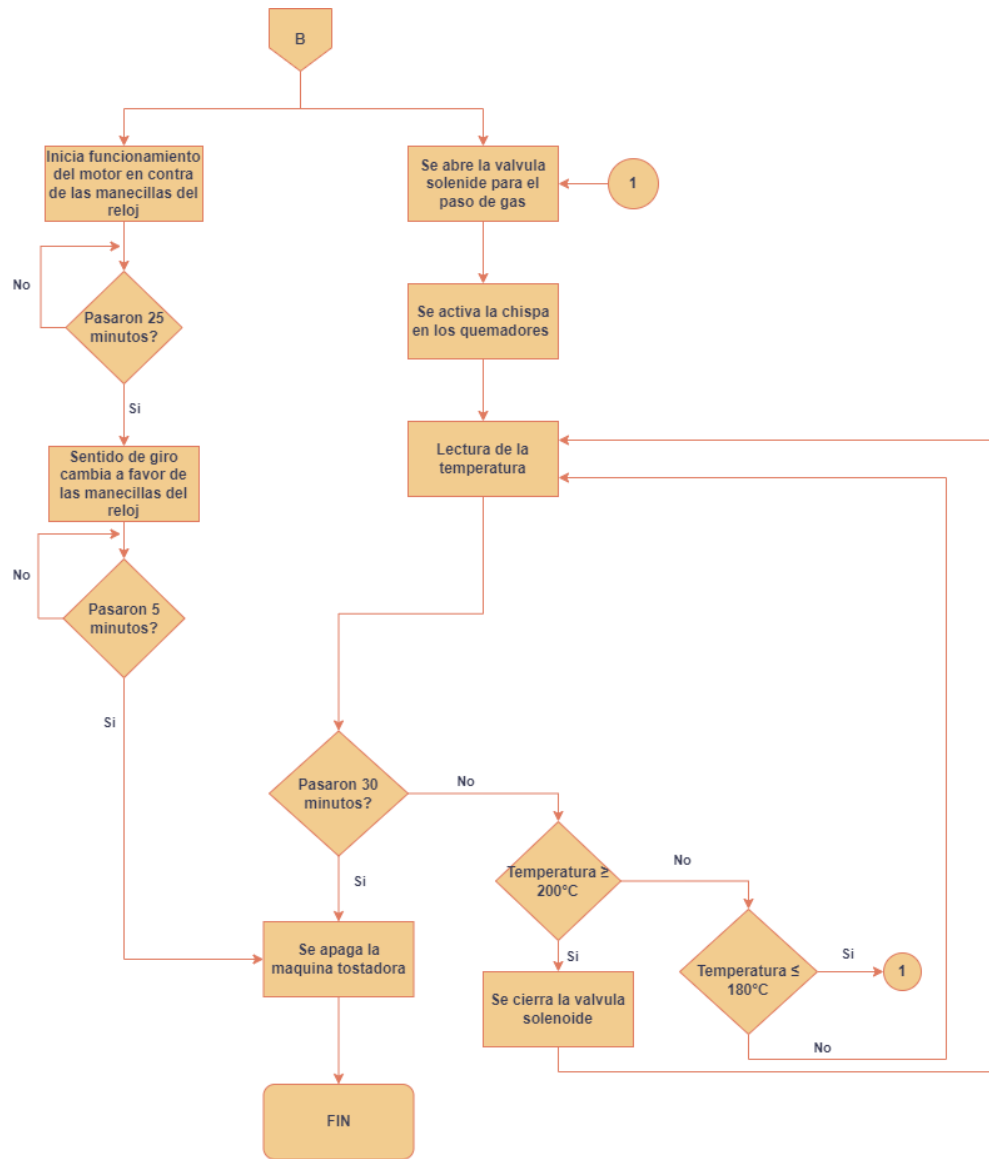 B
Inicia funcionamiento
del motor en contra
de las manecillas del
reloj
Se abre la valvula
solenide para el
paso de gas
1
No
Pasaron 25
minutos?
Se activa la chispa
en los quemadores
Si
Sentido de giro
cambia a favor de
las manecillas del
reloj
Lectura de la
temperatura
No
Pasaron 5
minutos?
Si
Pasaron 30
minutos?
No
Si
Temperatura ≥
200°C
No
Si
Se apaga la
maquina tostadora
Temperatura ≤
180°C
Si
1
Se cierra la valvula
solenoide
No
FIN